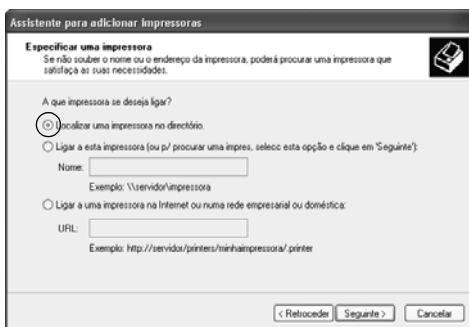 Assistente para adicionar impressoras
Especificar uma impressora
Se não souber o nome ou o endereço da impressora, poderá procurar uma impressora que
satisfaça as suas necessidades.
A que impressora se deseja ligar?
Localizar uma impressora no directório.
Ligar a esta impressora (ou p/ procurar uma impres, selecc esta opção e clique em 'Seguinte'):
Nome:
Exemplo: \\servidor\impressora
Ligar a uma impressora na Internet ou numa rede empresarial ou doméstica:
URL:
Exemplo: http://servidor/printers/minhaimpressora/.printer
< Retroceder Seguinte > Cancelar